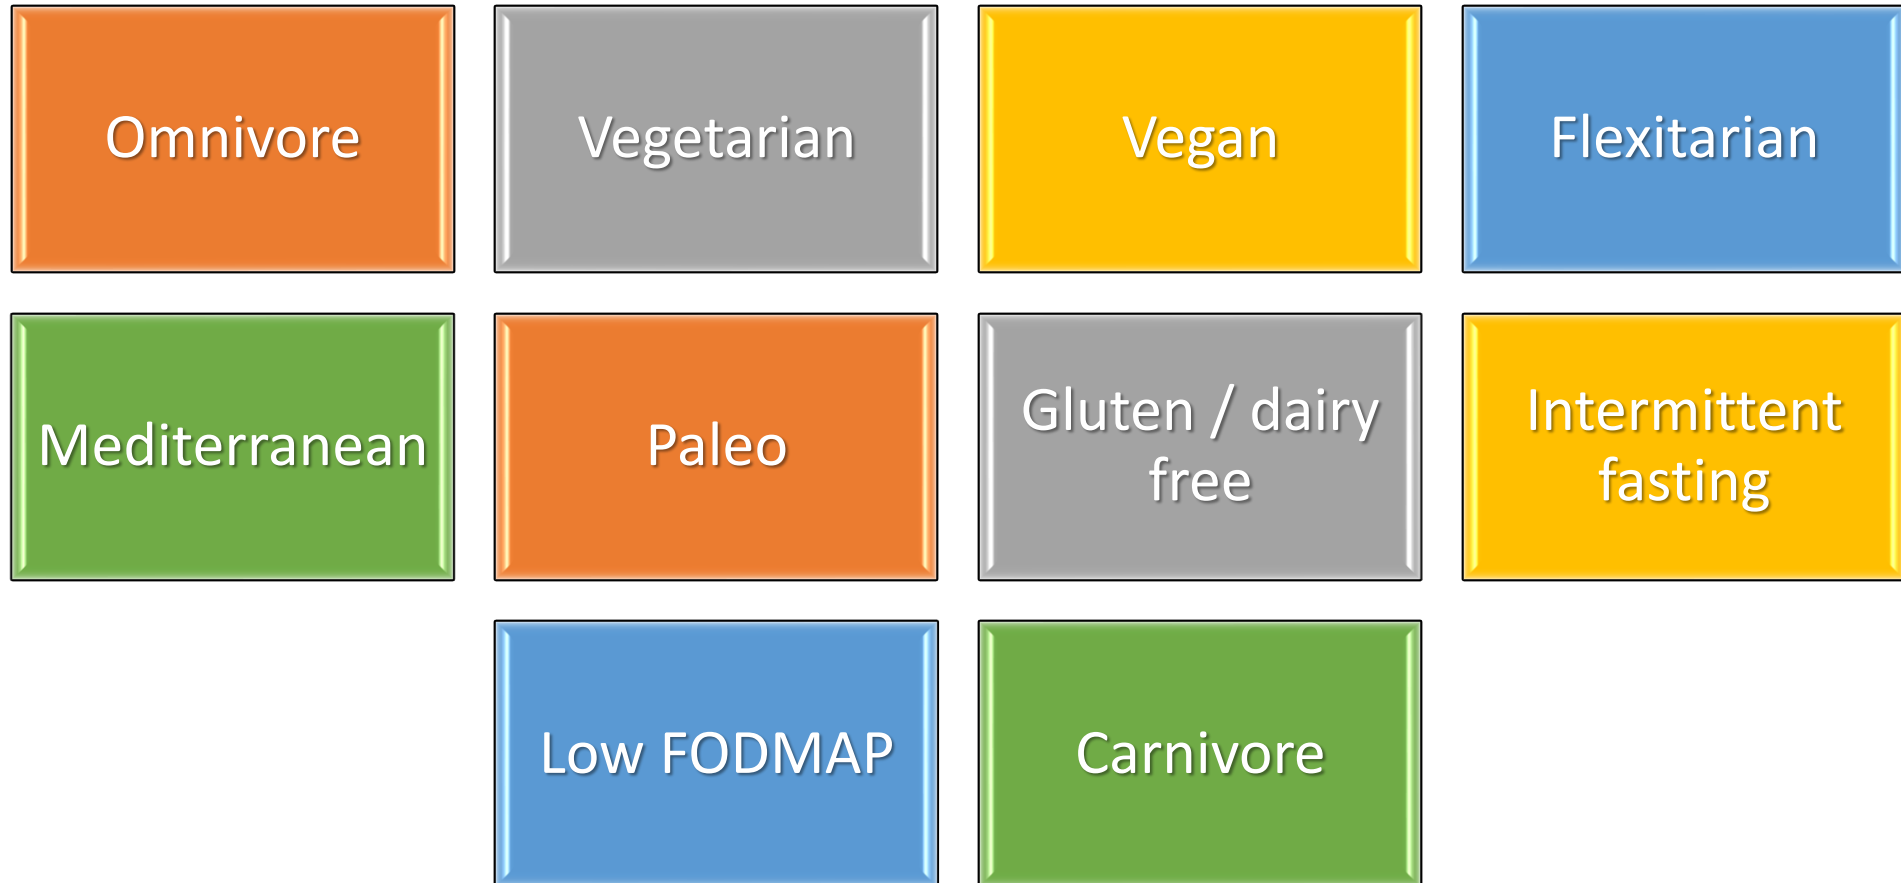 Omnivore
Vegetarian
Vegan
Flexitarian
Mediterranean
Paleo
Gluten / dairy
free
Intermittent
fasting
Low FODMAP
Carnivore